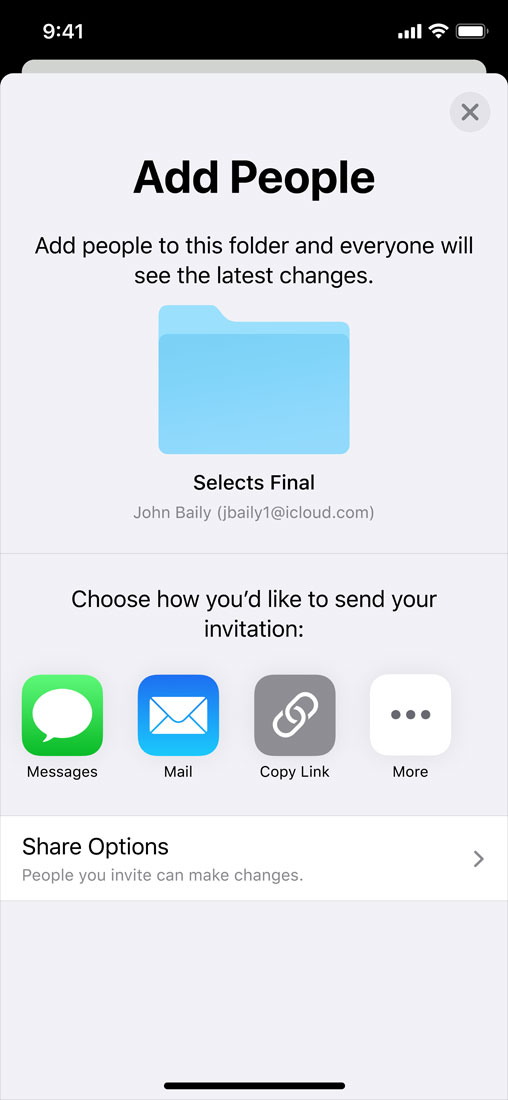 9:41
Add People
Add people to this folder and everyone will
see the latest changes.
Selects Final
John Baily (jbaily1@icloud.com)
Choose how you’d like to send your
invitation:
Messages
Mail
Copy Link
More
Share Options
People you invite can make changes.